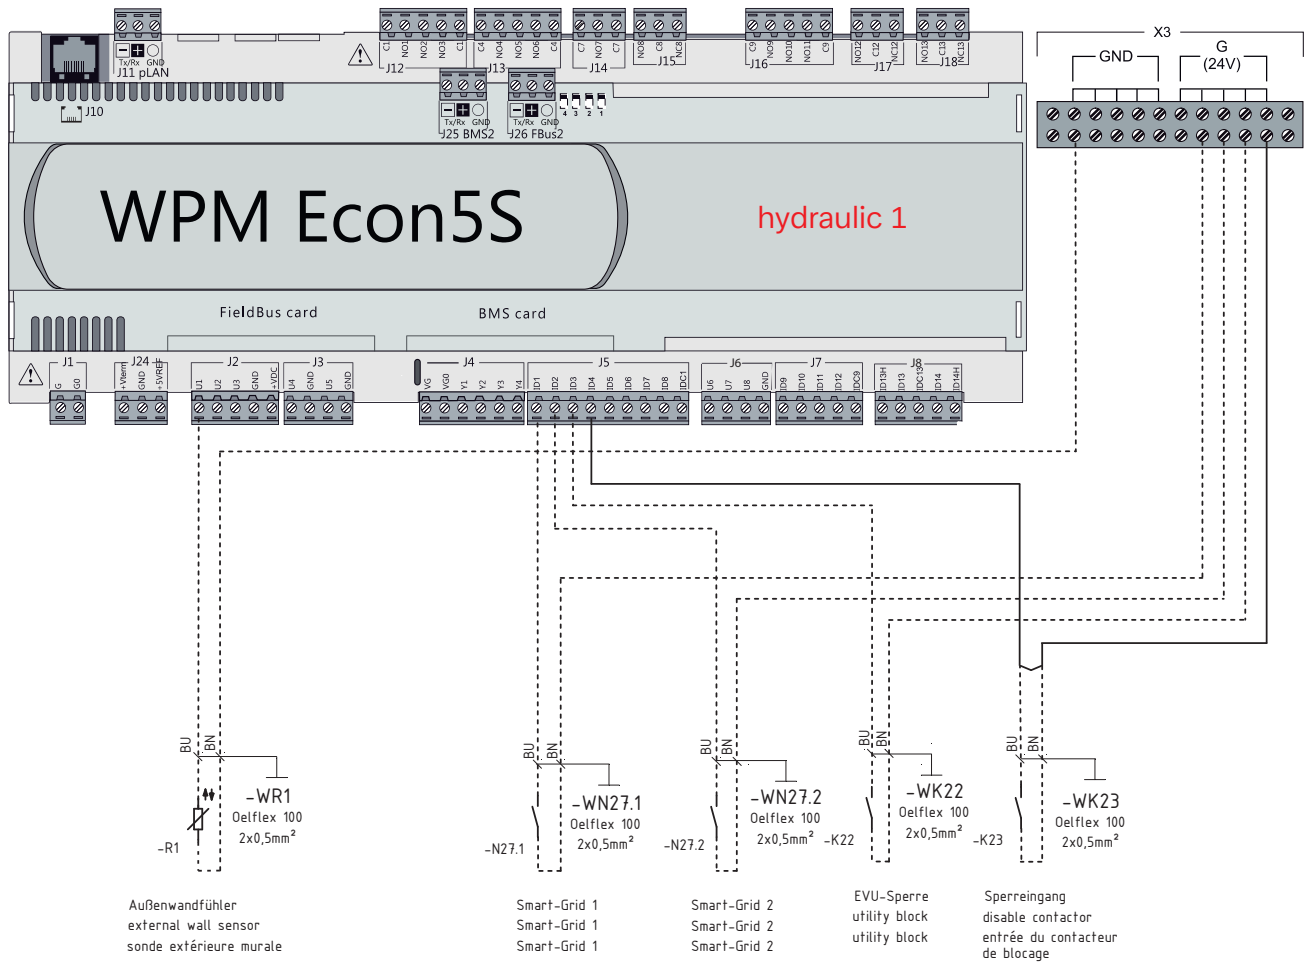 C1 NO1 NO2 NO3 C1
C4 NO4 NO5 NO6 C4
C7 NO7 C7
NO8 C8 NC8
C9 NO9 NO10 NO11 C9
NO12 C12 NC12
NO13 C13 NC13
J12 J13 J14 J15 J16 J17 J18
Tx/Rx GND
J11 pLAN
J10
Tx/Rx GND
J25 BMS2
Tx/Rx GND
J26 FBus2
4 3 2 1
X3
GND
G
(24V)
WPM Econ5S
hydraulic 1
FieldBus card
BMS card
J1 J24 J2 J3 J4 J5 J6 J7 J8
G G0
+Vterm GND +5VREF
U1 U2 U3 GND +VDC
U4 GND U5 GND
VG VG0 Y1 Y2 Y3 Y4
ID1 ID2 ID3 ID4 ID5 ID6 ID7 ID8 IDC1
U6 U7 U8 GND
ID9 ID10 ID11 ID12 IDC9
ID13H ID13 IDC13 ID14 ID14H
BU BN
BU BN
BU BN
BU BN
BU BN
-WR1
Oelflex 100
2x0,5mm²
-R1
-WN27.1
Oelflex 100
2x0,5mm²
-N27.1
-WN27.2
Oelflex 100
2x0,5mm²
-N27.2
-WK22
Oelflex 100
2x0,5mm²
-K22
-WK23
Oelflex 100
2x0,5mm²
-K23
Außenwandfühler
external wall sensor
sonde extérieure murale
Smart-Grid 1
Smart-Grid 1
Smart-Grid 1
Smart-Grid 2
Smart-Grid 2
Smart-Grid 2
EVU-Sperre
utility block
utility block
Sperreingang
disable contactor
entrée du contacteur
de blocage